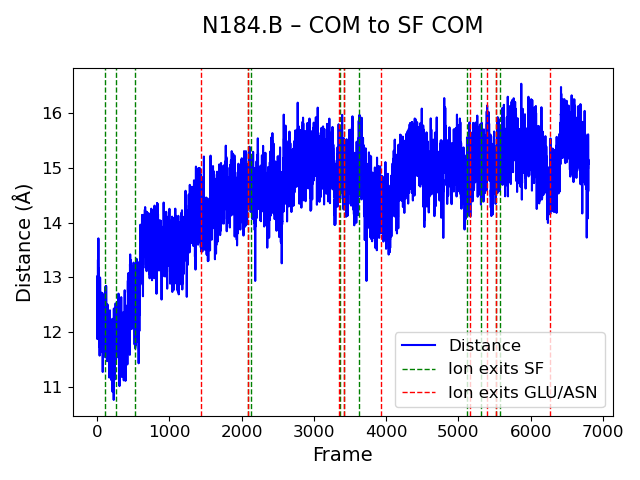 N184.B – COM to SF COM
Distance (Å)
16
15
14
13
12
11
Distance
Ion exits SF
Ion exits GLU/ASN
0 1000 2000 3000 4000 5000 6000 7000
Frame